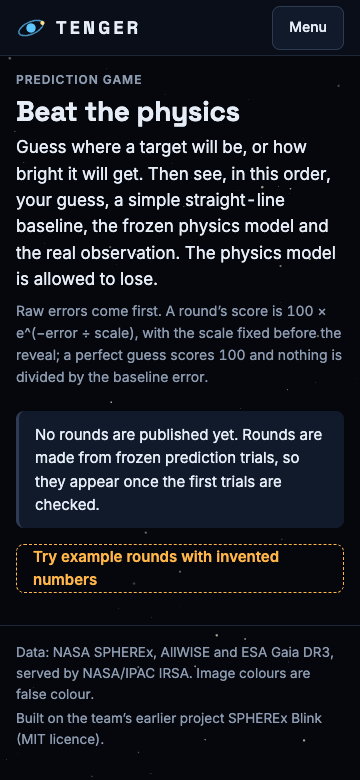 TENGER
Menu
PREDICTION GAME
Beat the physics
Guess where a target will be, or how
bright it will get. Then see, in this order,
your guess, a simple straight-line
baseline, the frozen physics model and
the real observation. The physics model
is allowed to lose.
Raw errors come first. A round’s score is 100 ×
e^(−error ÷ scale), with the scale fixed before the
reveal; a perfect guess scores 100 and nothing is
divided by the baseline error.
No rounds are published yet. Rounds are
made from frozen prediction trials, so
they appear once the first trials are
checked.
Try example rounds with invented
numbers
Data: NASA SPHEREx, AllWISE and ESA Gaia DR3,
served by NASA/IPAC IRSA. Image colours are
false colour.
Built on the team’s earlier project SPHEREx Blink
(MIT licence).